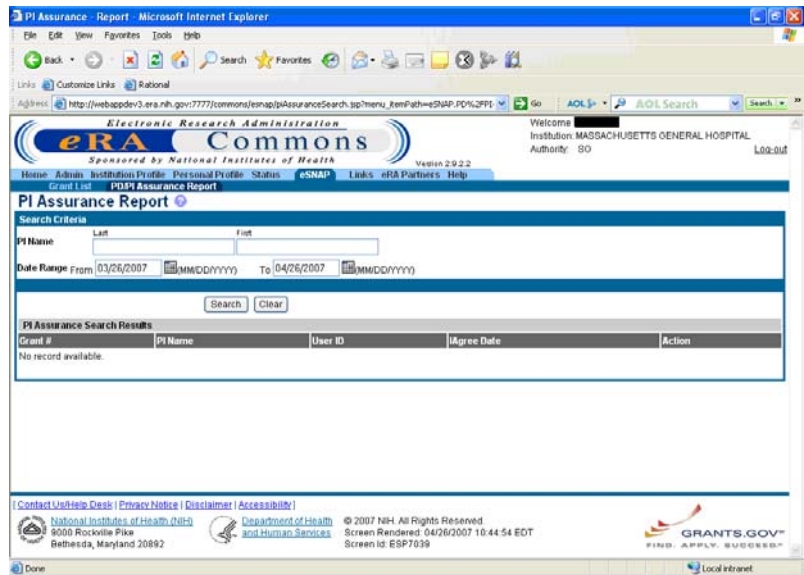 PI Assurance - Report - Microsoft Internet Explorer
File Edit View Favorites Tools Help
Back Search Favorites
Links Customize Links Rational
Address http://webappdev3.era.nih.gov:7777/commons/esnap/piAssuranceSearch.jsp?menu_itemPath=eSNAP.PD%2FPI Go AOL AOL Search Search
Electronic Research Administration
eRA Commons
Sponsored by National Institutes of Health
Version 2.9.2.2
Welcome
Institution: MASSACHUSETTS GENERAL HOSPITAL
Authority: SO Log-out
Home Admin Institution Profile Personal Profile Status eSNAP Links eRA Partners Help
Grant List PD/PI Assurance Report
PI Assurance Report
Search Criteria
Last First
PI Name
Date Range From 03/26/2007 (MM/DD/YYYY) To 04/26/2007 (MM/DD/YYYY)
Search Clear
PI Assurance Search Results
Grant # PI Name User ID IAgree Date Action
No record available.
[ Contact Us/Help Desk | Privacy Notice | Disclaimer | Accessibility ]
National Institutes of Health (NIH)
9000 Rockville Pike
Bethesda, Maryland 20892
Department of Health
and Human Services
© 2007 NIH. All Rights Reserved.
Screen Rendered: 04/26/2007 10:44:54 EDT
Screen Id: ESP7039
GRANTS.GOV℠
FIND. APPLY. SUCCEED.℠
Done Local intranet